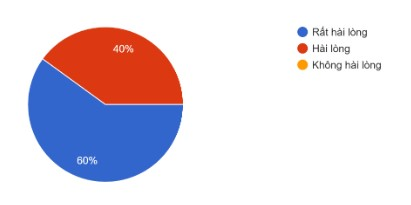 40%
60%
Rất hài lòng
Hài lòng
Không hài lòng